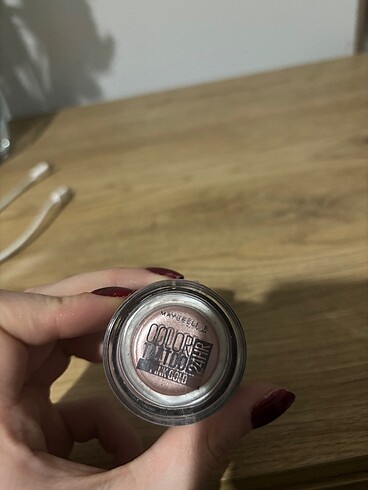 MAYBELLINE
COLOR
TATTOO
24HR
PINK GOLD